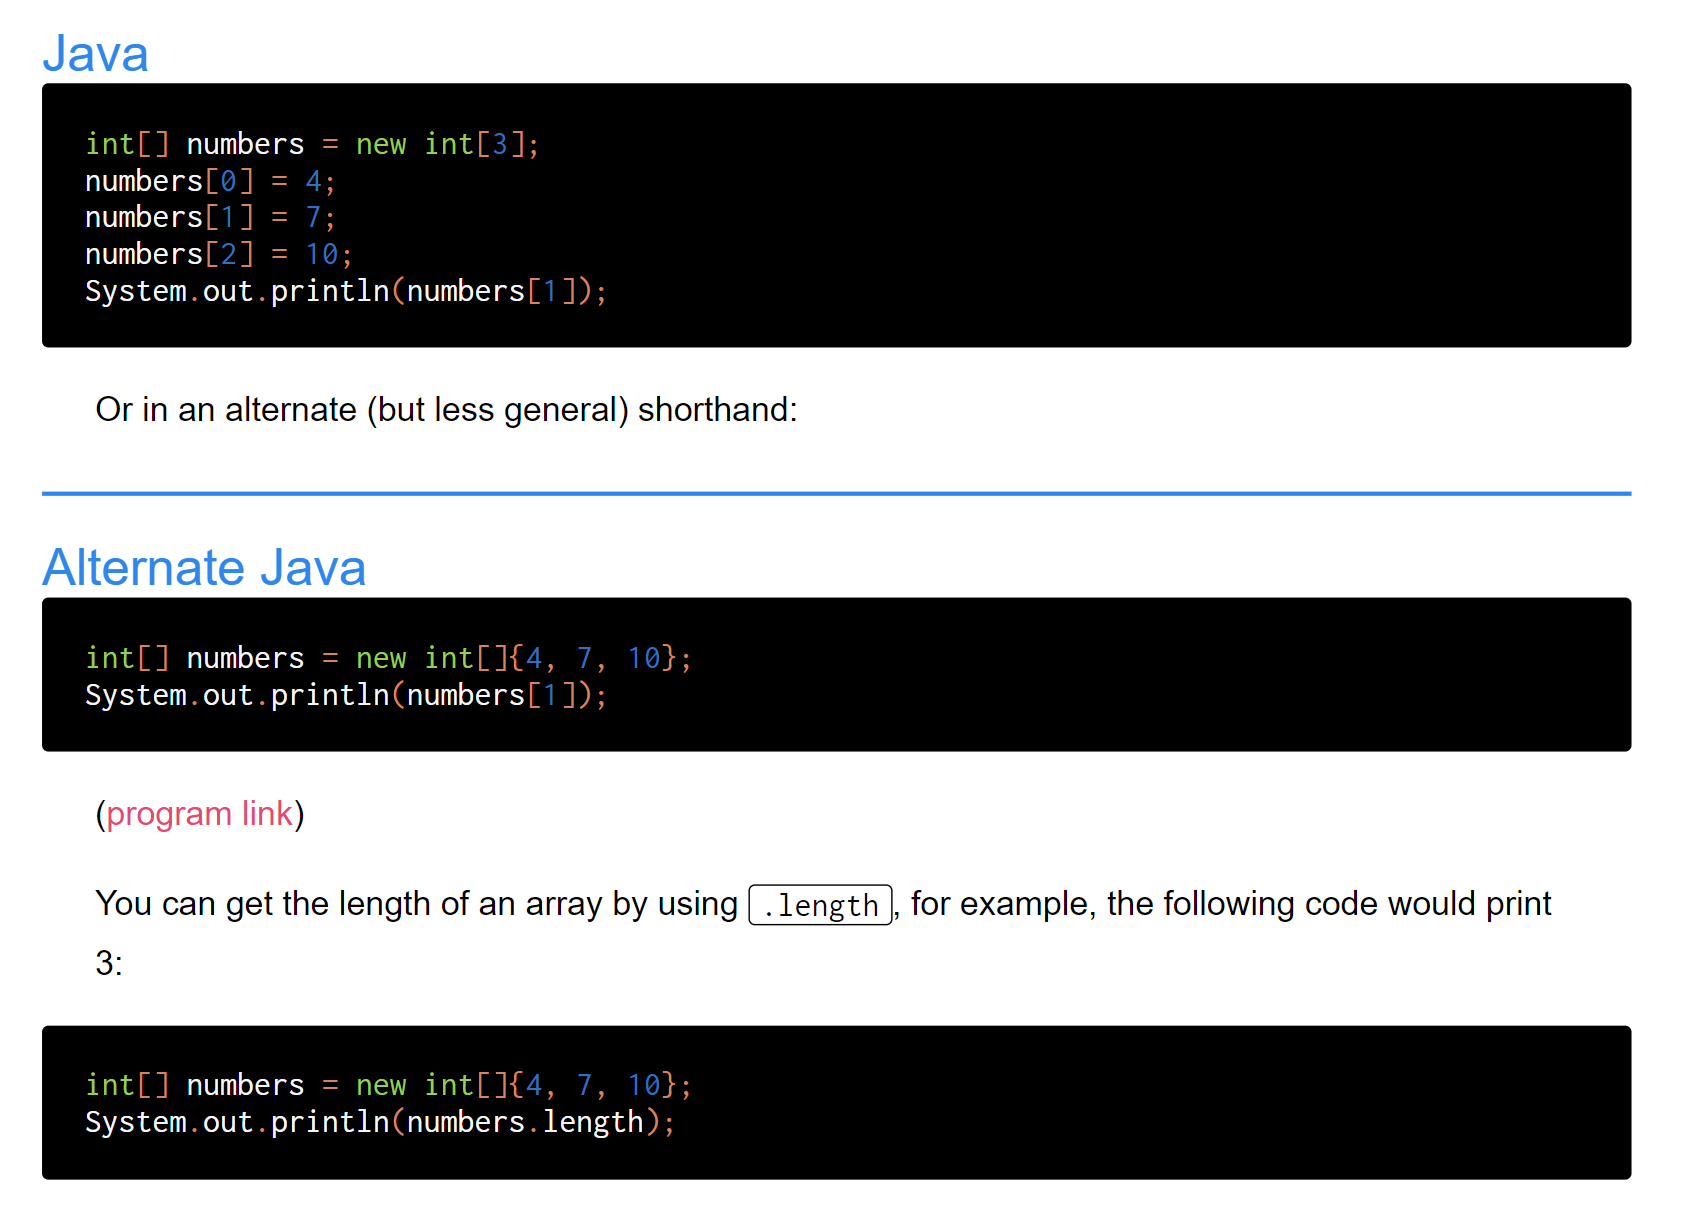 Java
int[] numbers = new int[3];
numbers[0] = 4;
numbers[1] = 7;
numbers[2] = 10;
System.out.println(numbers[1]);
Or in an alternate (but less general) shorthand:
Alternate Java
int[] numbers = new int[]{4, 7, 10};
System.out.println(numbers[1]);
(program link)
You can get the length of an array by using .length, for example, the following code would print
3:
int[] numbers = new int[]{4, 7, 10};
System.out.println(numbers.length);